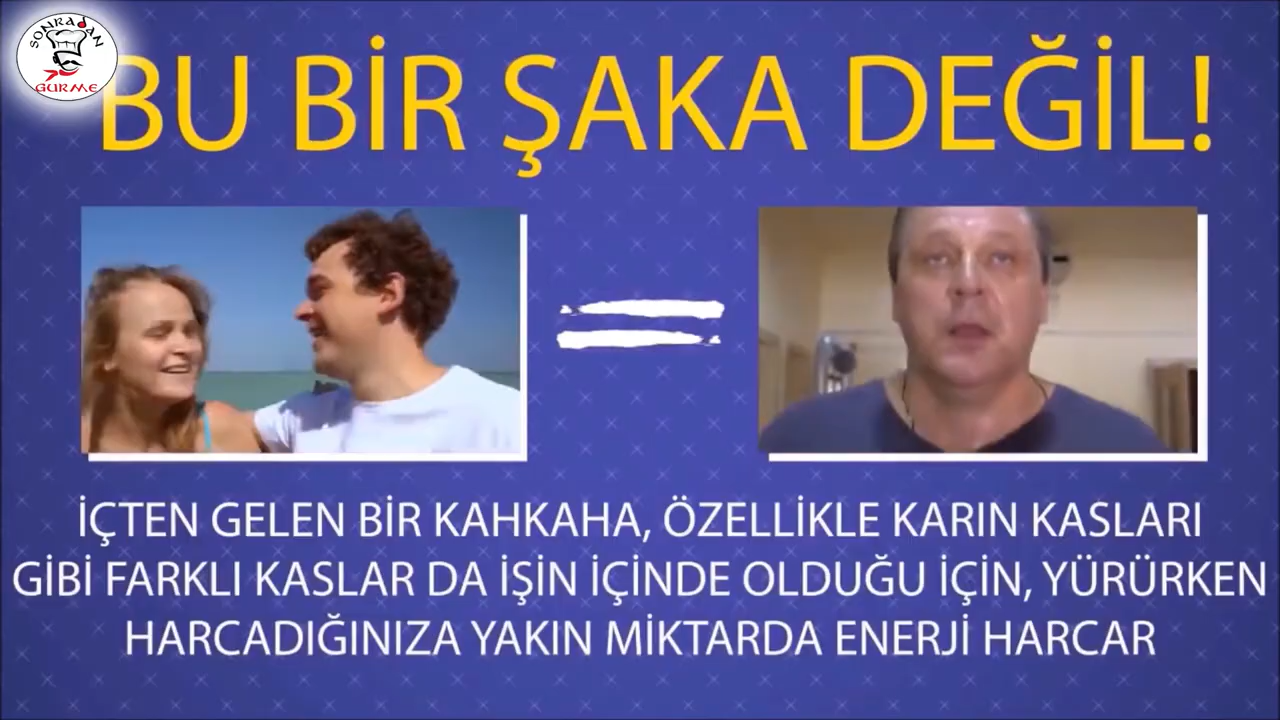 SONRADAN
GURME
BU BİR ŞAKA DEĞİL!
İÇTEN GELEN BİR KAHKAHA, ÖZELLİKLE KARIN KASLARI
GİBİ FARKLI KASLAR DA İŞİN İÇİNDE OLDUĞU İÇİN, YÜRÜRKEN
HARCADIĞINIZA YAKIN MİKTARDA ENERJİ HARCAR